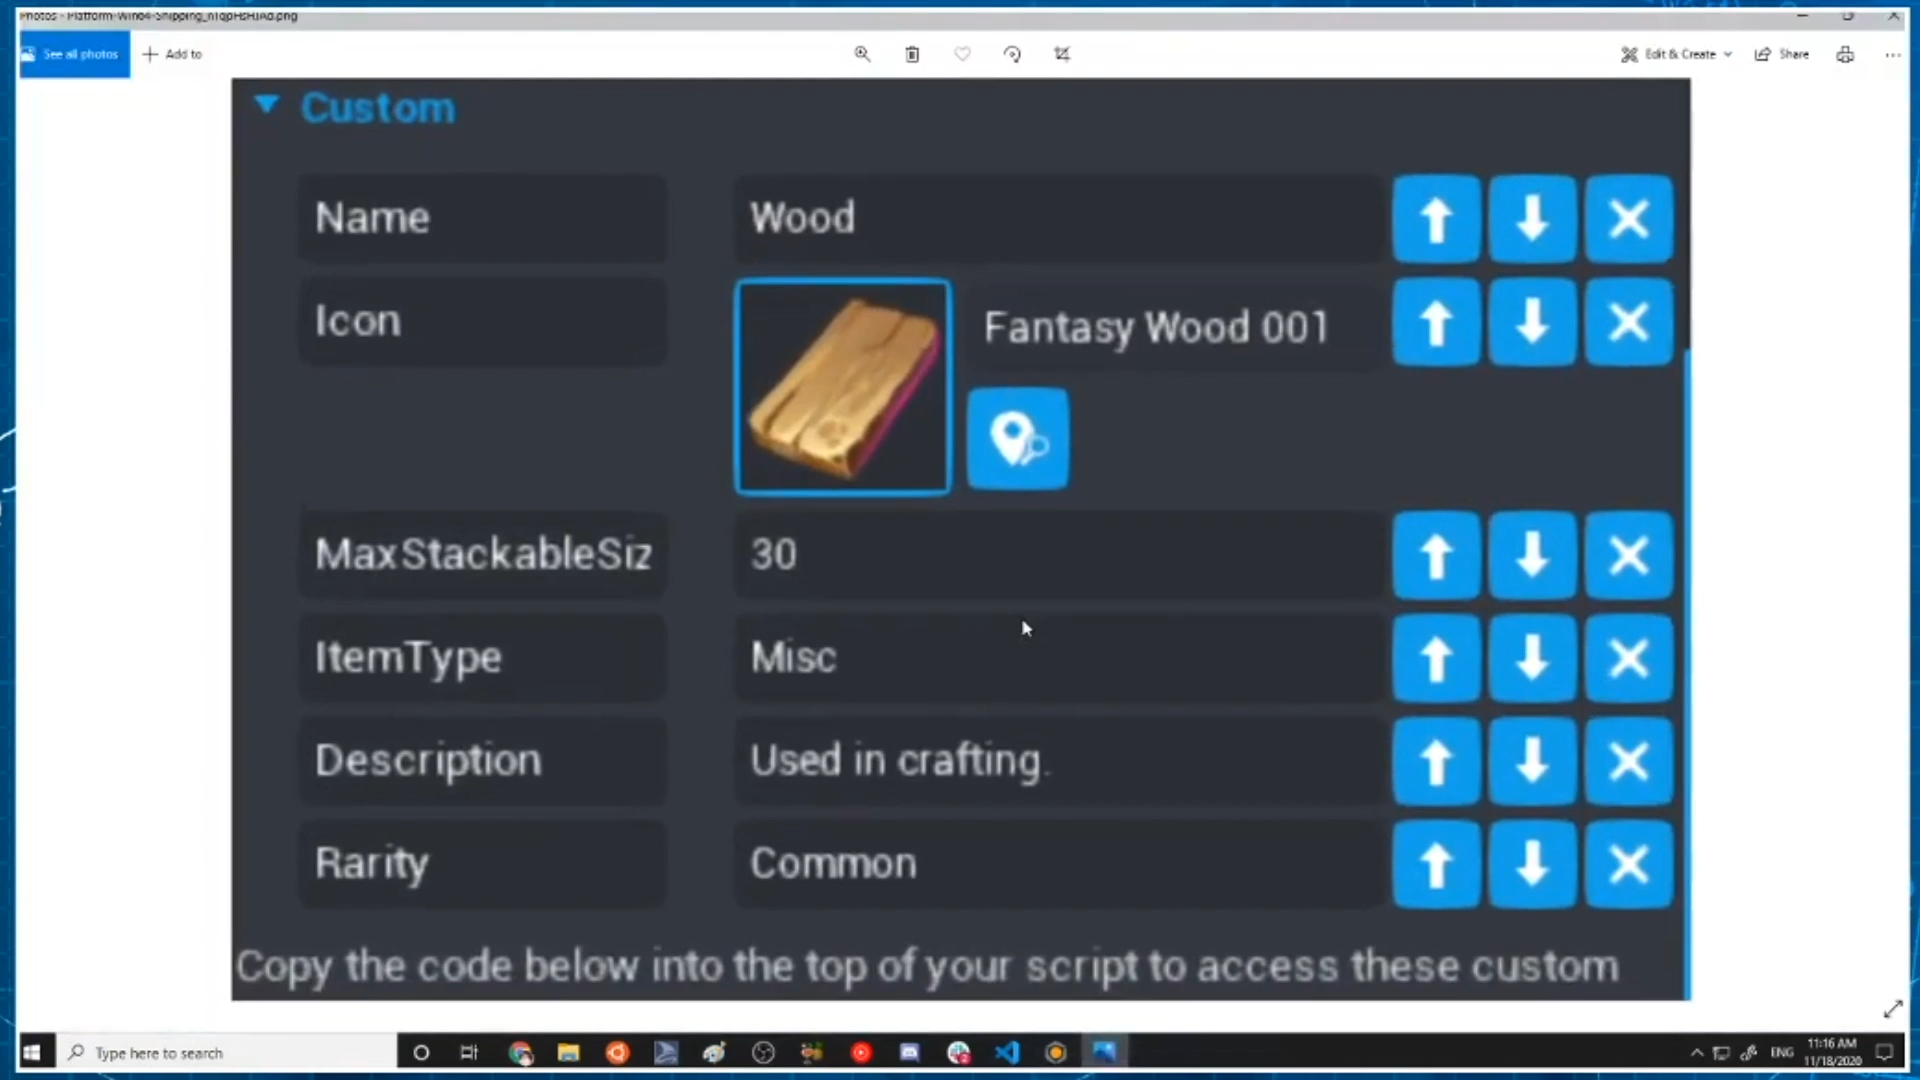 See all photos
Add to
Edit & Create
Share
Custom
Name
Wood
Icon
Fantasy Wood 001
MaxStackableSiz
30
ItemType
Misc
Description
Used in crafting.
Rarity
Common
Copy the code below into the top of your script to access these custom
Type here to search
ENG
11:16 AM
11/18/2020